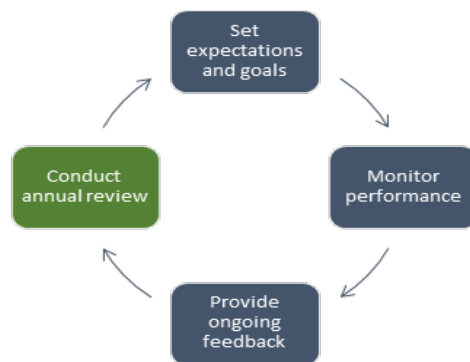 Set
expectations
and goals
Monitor
performance
Provide
ongoing
feedback
Conduct
annual review